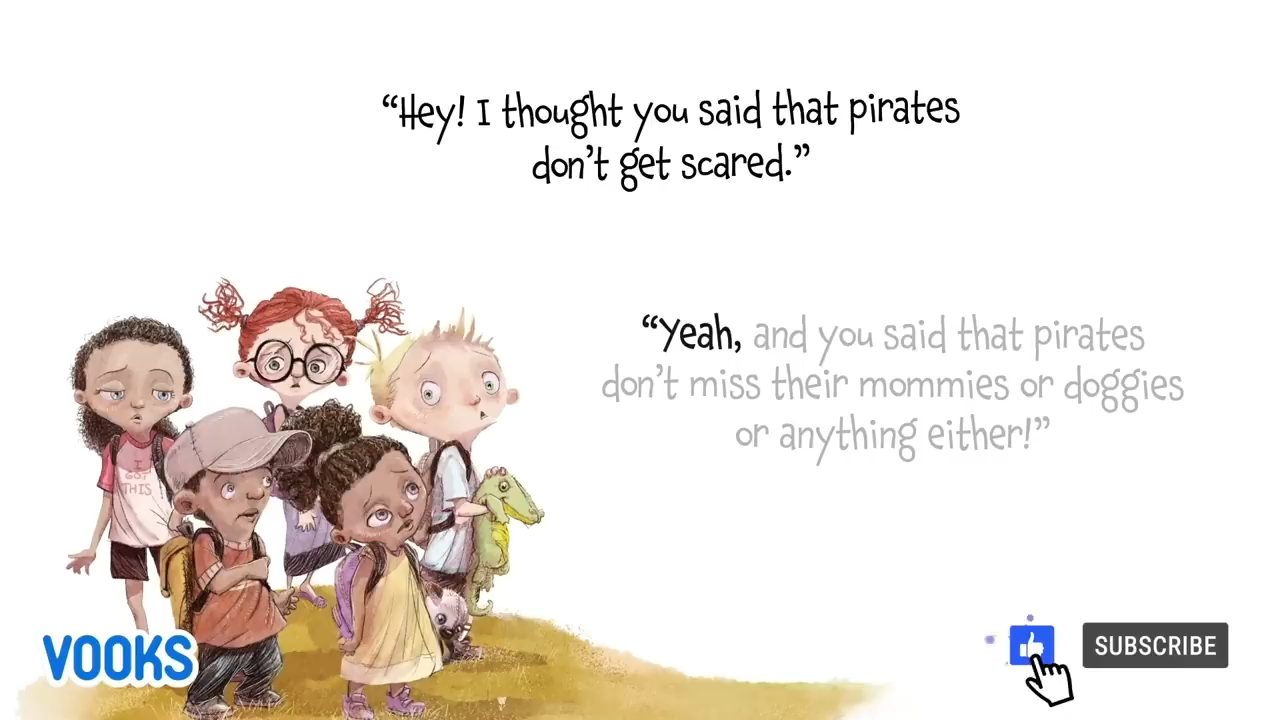 “Hey! I thought you said that pirates
don’t get scared.”
“Yeah, and you said that pirates
don’t miss their mommies or doggies
or anything either!”
I
GOT
THIS
VOOKS
SUBSCRIBE